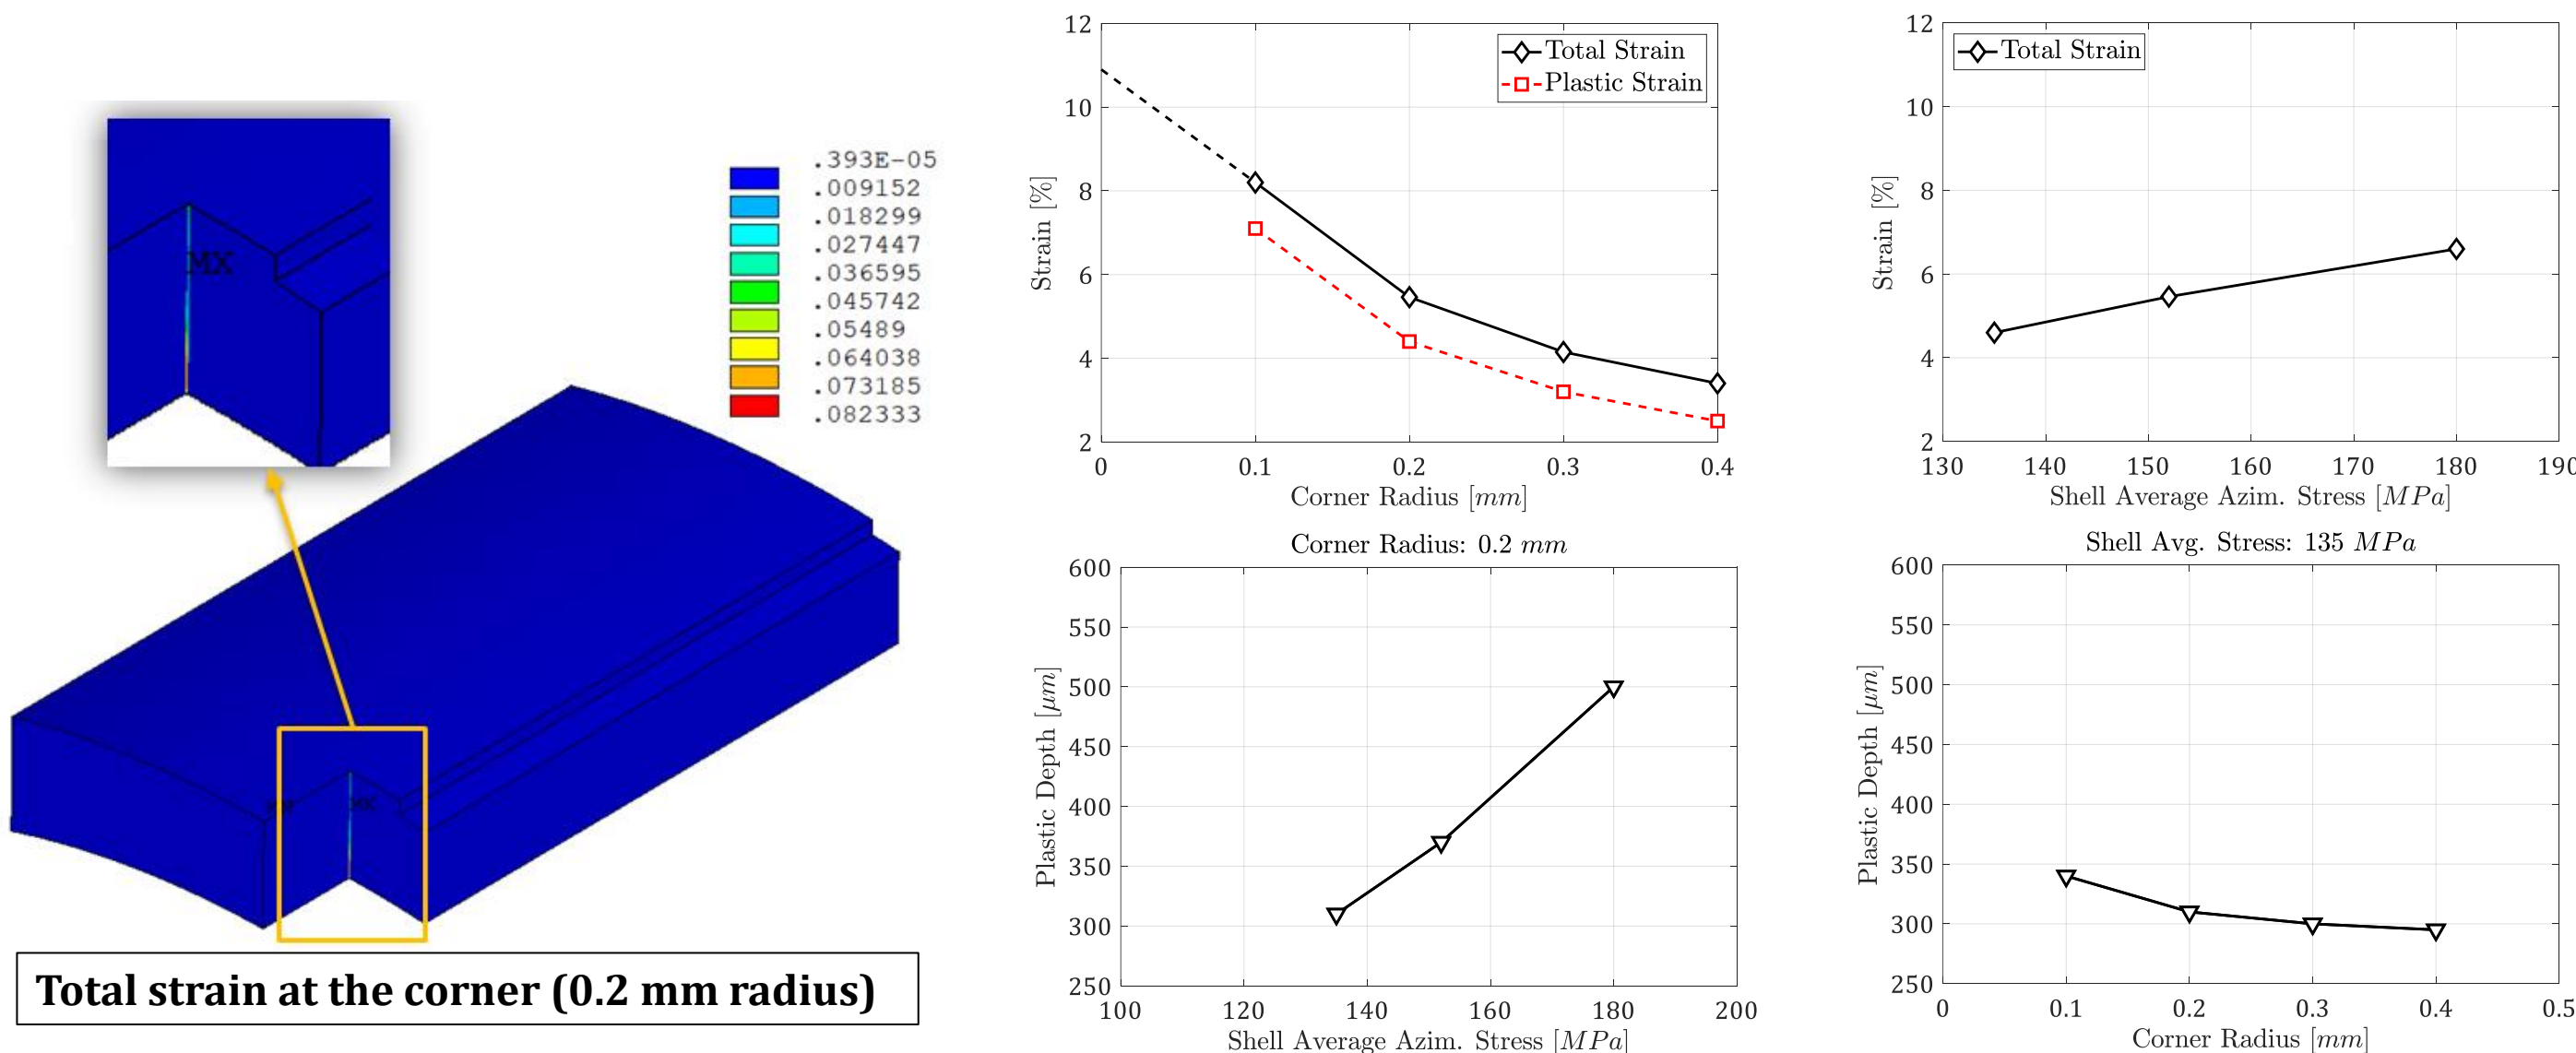 MX
.393E-05
.009152
.018299
.027447
.036595
.045742
.05489
.064038
.073185
.082333
MX
Total strain at the corner (0.2 mm radius)
12
10
8
6
4
2
Strain [%]
Total Strain
Plastic Strain
0 0.1 0.2 0.3 0.4
Corner Radius [mm]
12
10
8
6
4
2
Strain [%]
Total Strain
130 140 150 160 170 180 190
Shell Average Azim. Stress [MPa]
Corner Radius: 0.2 mm
600
550
500
450
400
350
300
250
Plastic Depth [μm]
100 120 140 160 180 200
Shell Average Azim. Stress [MPa]
Shell Avg. Stress: 135 MPa
600
550
500
450
400
350
300
250
Plastic Depth [μm]
0 0.1 0.2 0.3 0.4 0.5
Corner Radius [mm]